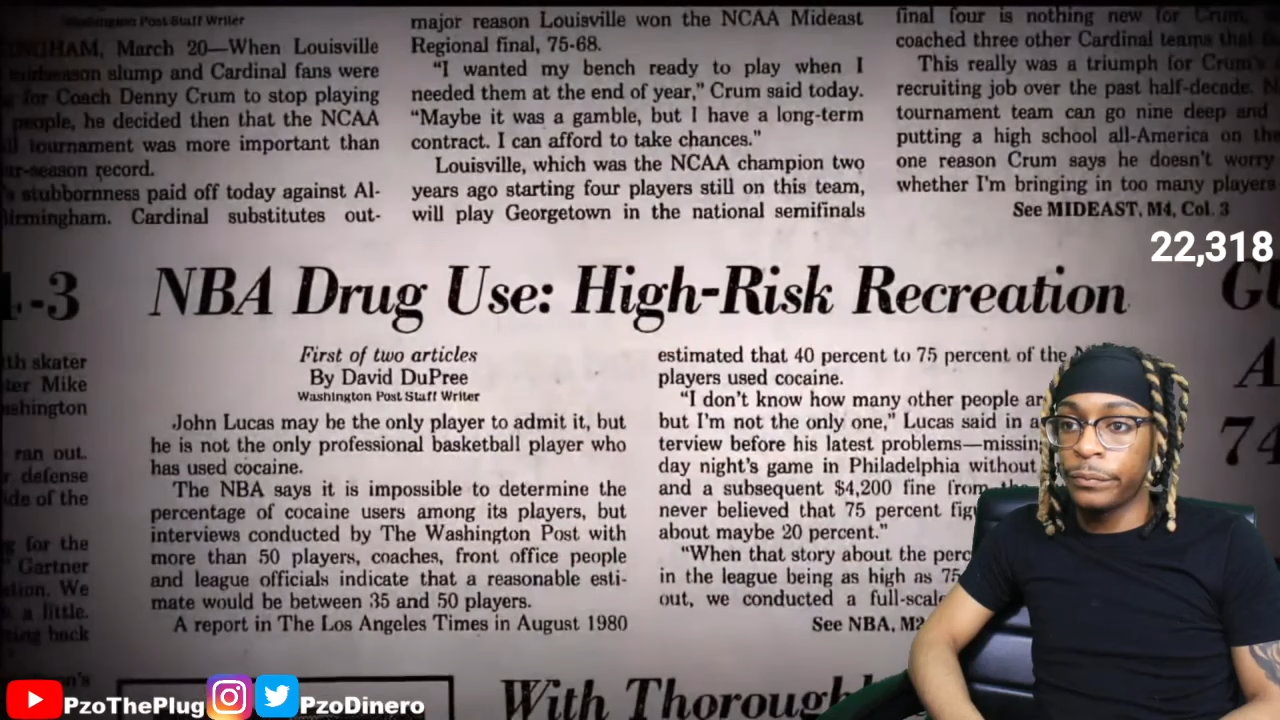 Washington Post Staff Writer
March 20—When Louisville
slump and Cardinal fans were
for Coach Denny Crum to stop playing
people, he decided then that the NCAA
tournament was more important than
record.
stubbornness paid off today against Al-
Cardinal substitutes out-
major reason Louisville won the NCAA Mideast
Regional final, 75-68.
“I wanted my bench ready to play when I
needed them at the end of year,” Crum said today.
“Maybe it was a gamble, but I have a long-term
contract. I can afford to take chances.”
Louisville, which was the NCAA champion two
years ago starting four players still on this team,
will play Georgetown in the national semifinals
final four is nothing new for Crum,
coached three other Cardinal teams that
This really was a triumph for Crum's
recruiting job over the past half-decade.
tournament team can go nine deep and
putting a high school all-America on the
one reason Crum says he doesn't worry
whether I'm bringing in too many players
See MIDEAST, M4, Col. 3
22,318
-3
NBA Drug Use: High-Risk Recreation
th skater
ter Mike
ran out.
defense
ide of the
for the
Gartner
We
a little.
back
First of two articles
By David DuPree
Washington Post Staff Writer
John Lucas may be the only player to admit it, but
he is not the only professional basketball player who
has used cocaine.
The NBA says it is impossible to determine the
percentage of cocaine users among its players, but
interviews conducted by The Washington Post with
more than 50 players, coaches, front office people
and league officials indicate that a reasonable esti-
mate would be between 35 and 50 players.
A report in The Los Angeles Times in August 1980
estimated that 40 percent to 75 percent of the
players used cocaine.
“I don't know how many other people ar
but I'm not the only one,” Lucas said in a
terview before his latest problems—missin
day night's game in Philadelphia without
and a subsequent $4,200 fine from the
never believed that 75 percent fig
about maybe 20 percent.”
“When that story about the perc
in the league being as high as 75
out, we conducted a full-scale
See NBA, M2
A
74
With Thorough
PzoThePlug
PzoDinero